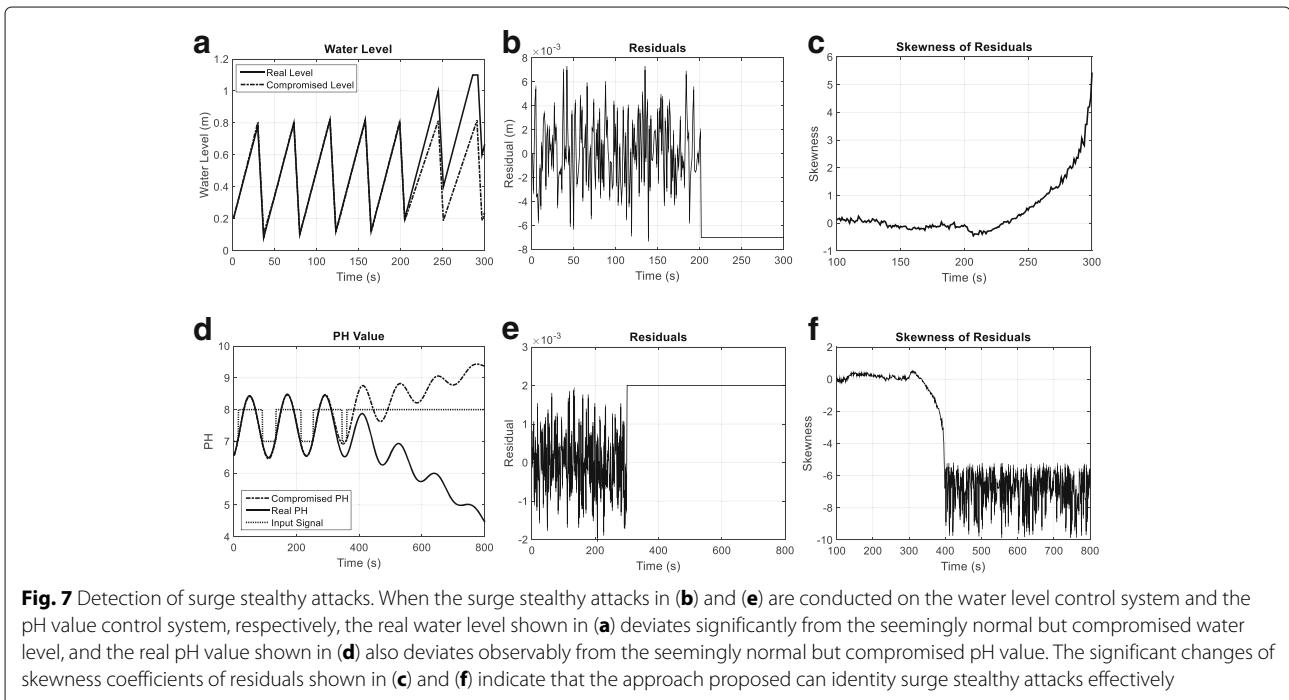 a
Water Level
Real Level
Compromised Level
Water Level (m)
1.2
1
0.8
0.6
0.4
0.2
0
0 50 100 150 200 250 300
Time (s)
b
Residuals
×10⁻³
Residual (m)
8
6
4
2
0
-2
-4
-6
-8
0 50 100 150 200 250 300
Time (s)
c
Skewness of Residuals
Skewness
6
5
4
3
2
1
0
-1
100 150 200 250 300
Time (s)
d
PH Value
PH
10
9
8
7
6
5
4
Compromised PH
Real PH
Input Signal
0 200 400 600 800
Time (s)
e
Residuals
×10⁻³
Residual
3
2
1
0
-1
-2
0 200 400 600 800
Time (s)
f
Skewness of Residuals
Skewness
2
0
-2
-4
-6
-8
-10
100 200 300 400 500 600 700 800
Time (s)
Fig. 7 Detection of surge stealthy attacks. When the surge stealthy attacks in (b) and (e) are conducted on the water level control system and the
pH value control system, respectively, the real water level shown in (a) deviates significantly from the seemingly normal but compromised water
level, and the real pH value shown in (d) also deviates observably from the seemingly normal but compromised pH value. The significant changes of
skewness coefficients of residuals shown in (c) and (f) indicate that the approach proposed can identity surge stealthy attacks effectively